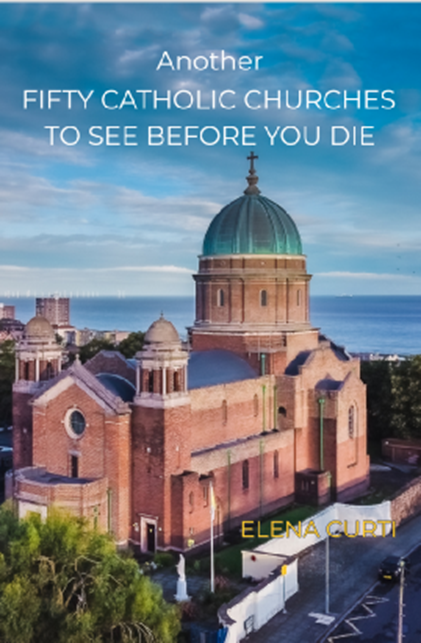 Another
FIFTY CATHOLIC CHURCHES
TO SEE BEFORE YOU DIE
ELENA CURTI